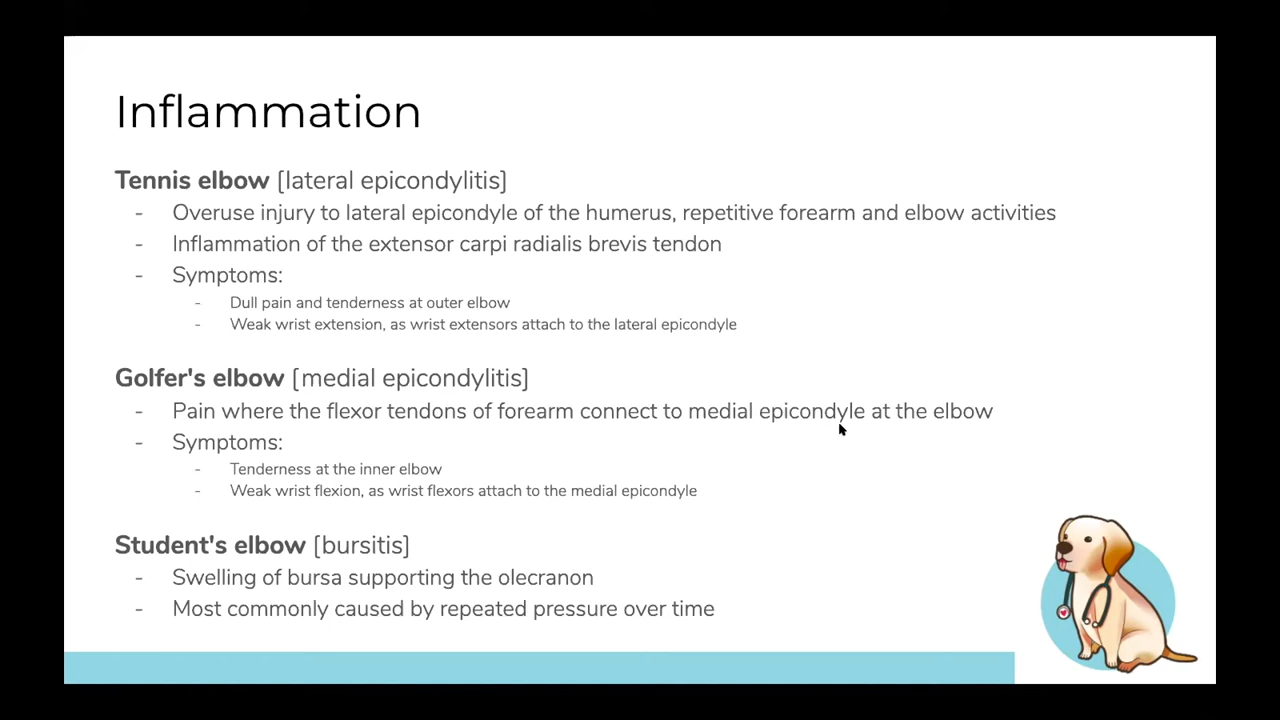 Inflammation
Tennis elbow [lateral epicondylitis]
- Overuse injury to lateral epicondyle of the humerus, repetitive forearm and elbow activities
- Inflammation of the extensor carpi radialis brevis tendon
- Symptoms:
- Dull pain and tenderness at outer elbow
- Weak wrist extension, as wrist extensors attach to the lateral epicondyle
Golfer's elbow [medial epicondylitis]
- Pain where the flexor tendons of forearm connect to medial epicondyle at the elbow
- Symptoms:
- Tenderness at the inner elbow
- Weak wrist flexion, as wrist flexors attach to the medial epicondyle
Student's elbow [bursitis]
- Swelling of bursa supporting the olecranon
- Most commonly caused by repeated pressure over time